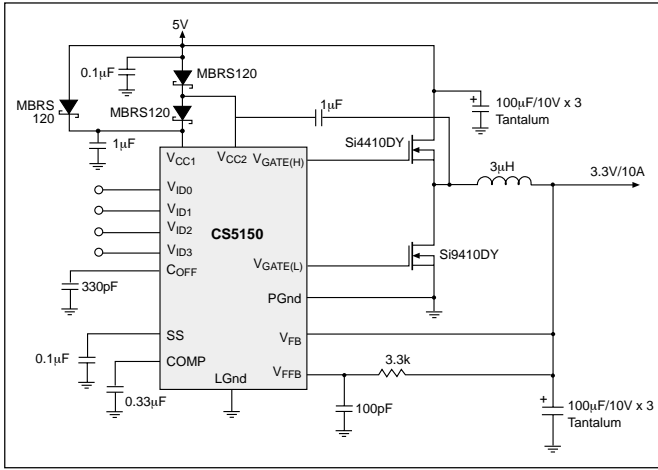 5V
0.1μF
MBRS120
MBRS
120
MBRS120
1μF
1μF
100μF/10V x 3
Tantalum
Si4410DY
3μH
3.3V/10A
VCC1
VCC2
VGATE(H)
VID0
VID1
VID2
VID3
CS5150
COFF
VGATE(L)
Si9410DY
330pF
PGnd
SS
VFB
0.1μF
COMP
VFFB
3.3k
LGnd
0.33μF
100pF
100μF/10V x 3
Tantalum